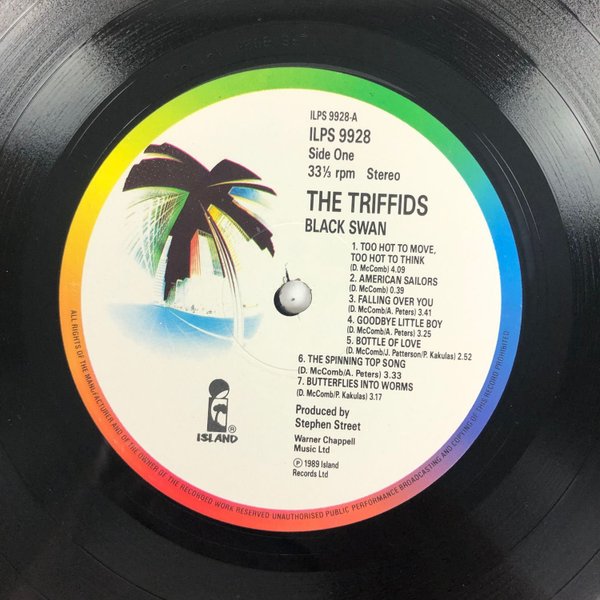 ILPS 9928-A
ILPS 9928
Side One
33⅓ rpm Stereo
THE TRIFFIDS
BLACK SWAN
1. TOO HOT TO MOVE,
TOO HOT TO THINK
(D. McComb) 4.09
2. AMERICAN SAILORS
(D. McComb) 0.39
3. FALLING OVER YOU
(D. McComb/A. Peters) 3.41
4. GOODBYE LITTLE BOY
(D. McComb/A. Peters) 3.25
5. BOTTLE OF LOVE
(D. McComb/J. Patterson/P. Kakulas) 2.52
6. THE SPINNING TOP SONG
(D. McComb/A. Peters) 3.33
7. BUTTERFLIES INTO WORMS
(D. McComb/P. Kakulas) 3.17
Produced by
Stephen Street
Warner Chappell
Music Ltd
℗ 1989 Island
Records Ltd
ISLAND®
ALL RIGHTS OF THE MANUFACTURER AND OF THE OWNER OF THE RECORDED WORK RESERVED UNAUTHORISED PUBLIC PERFORMANCE BROADCASTING AND COPYING OF THIS RECORD PROHIBITED